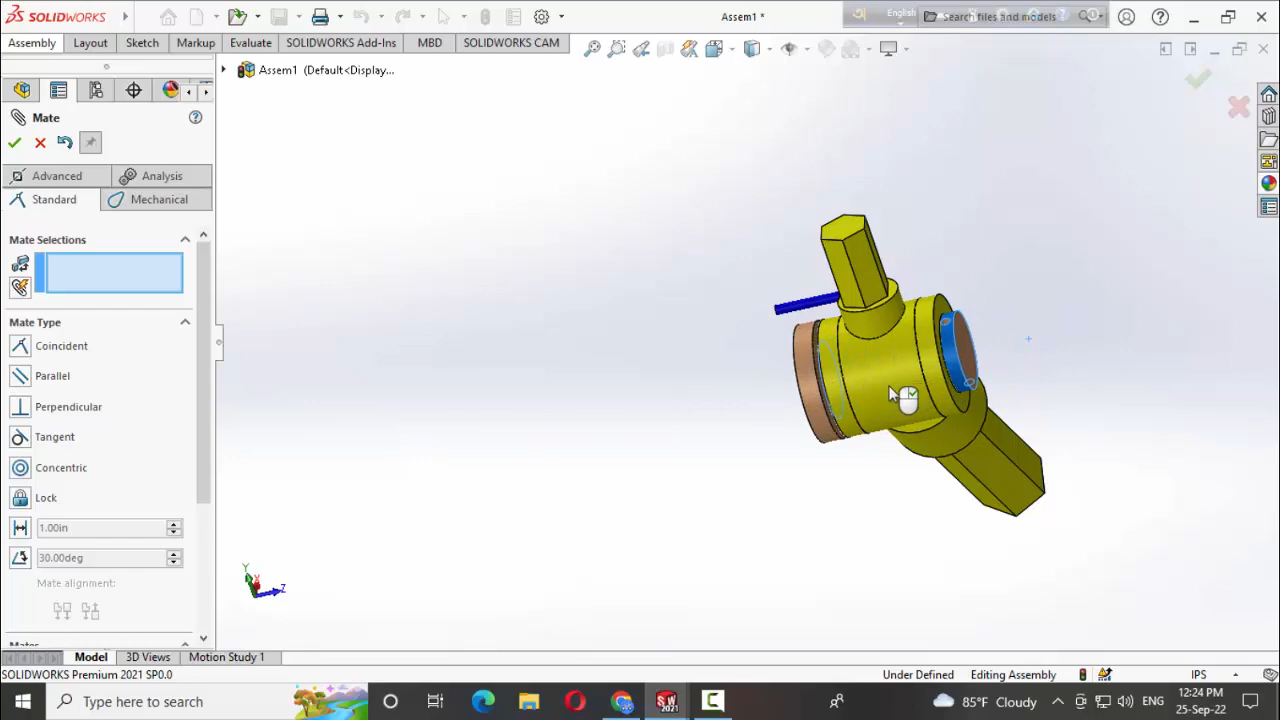 SOLIDWORKS
Assem1 *
English
Search files and models
Assembly
Layout
Sketch
Markup
Evaluate
SOLIDWORKS Add-Ins
MBD
SOLIDWORKS CAM
Assem1 (Default<Display...
Mate
Advanced
Analysis
Standard
Mechanical
Mate Selections
Mate Type
Coincident
Parallel
Perpendicular
Tangent
Concentric
Lock
1.00in
30.00deg
Mate alignment:
Y
X
Z
Model
3D Views
Motion Study 1
SOLIDWORKS Premium 2021 SP0.0
Under Defined
Editing Assembly
IPS
Type here to search
85°F Cloudy
ENG
12:24 PM
25-Sep-22